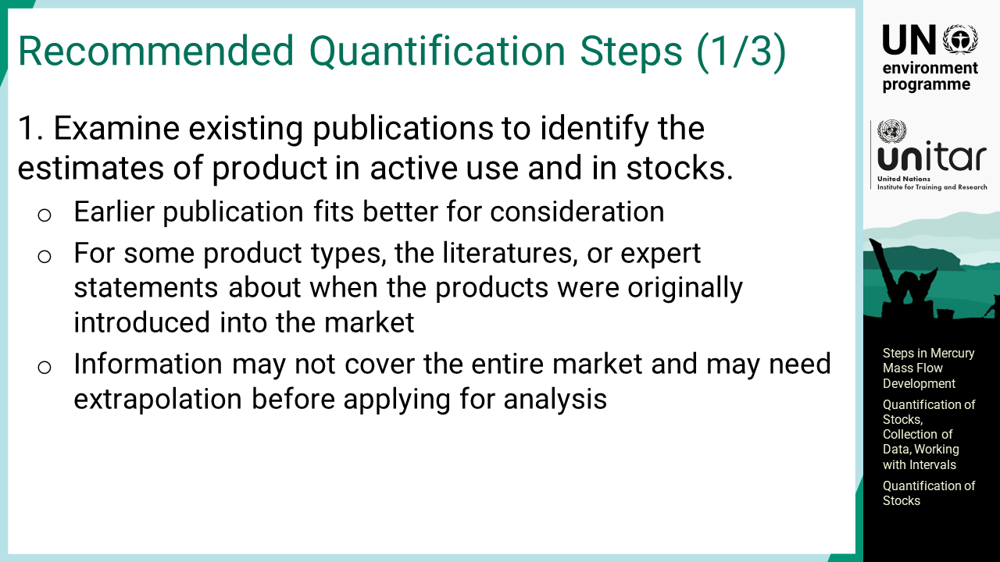 Recommended Quantification Steps (1/3)
1. Examine existing publications to identify the
estimates of product in active use and in stocks.
o Earlier publication fits better for consideration
o For some product types, the literatures, or expert
statements about when the products were originally
introduced into the market
o Information may not cover the entire market and may need
extrapolation before applying for analysis
UN
environment
programme
unitar
United Nations
Institute for Training and Research
Steps in Mercury
Mass Flow
Development
Quantification of
Stocks,
Collection of
Data, Working
with Intervals
Quantification of
Stocks